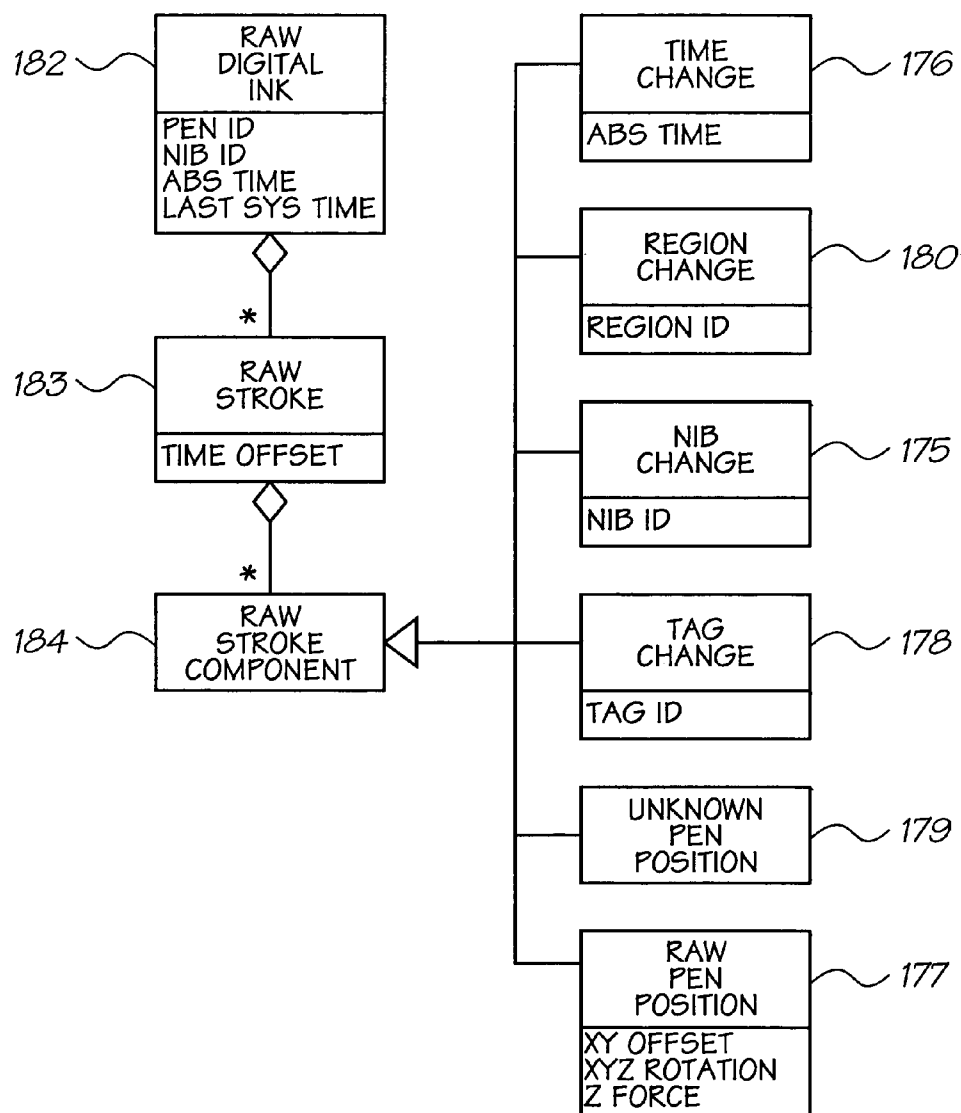 182
RAW
DIGITAL
INK
PEN ID
NIB ID
ABS TIME
LAST SYS TIME
*
183
RAW
STROKE
TIME OFFSET
*
184
RAW
STROKE
COMPONENT
TIME
CHANGE
176
ABS TIME
REGION
CHANGE
180
REGION ID
NIB
CHANGE
175
NIB ID
TAG
CHANGE
178
TAG ID
UNKNOWN
PEN
POSITION
179
RAW
PEN
POSITION
177
XY OFFSET
XYZ ROTATION
Z FORCE